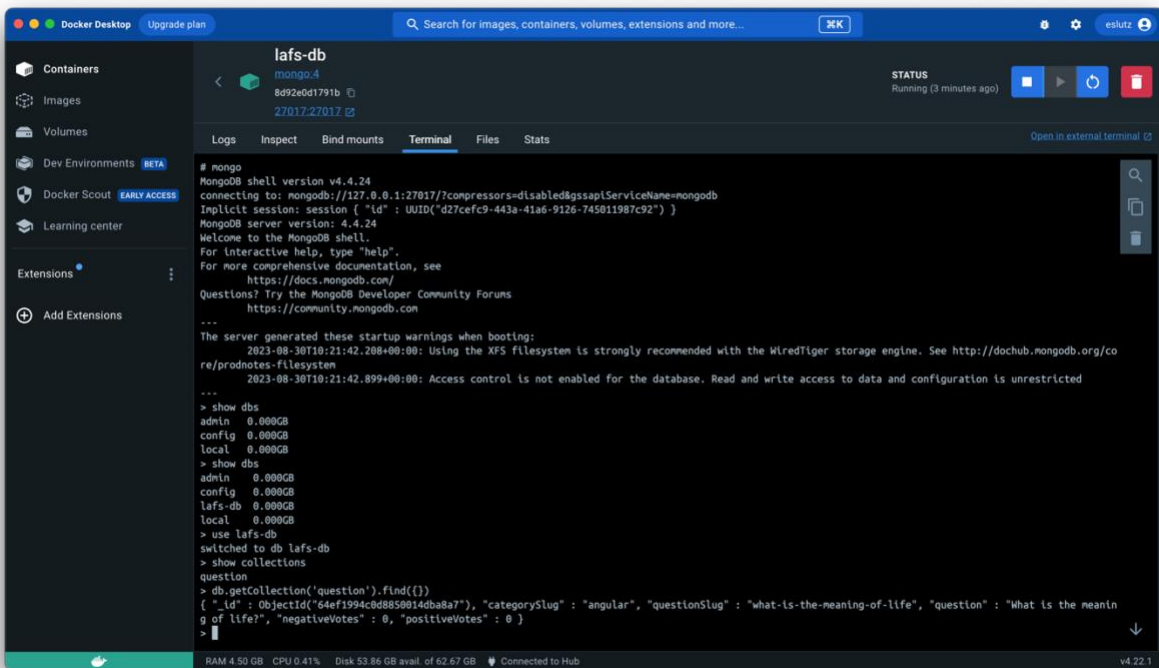 Docker Desktop Upgrade plan Search for images, containers, volumes, extensions and more... ⌘K eslutz
Containers
Images
Volumes
Dev Environments BETA
Docker Scout EARLY ACCESS
Learning center
Extensions
Add Extensions
lafs-db
mongo:4
8d92e0d1791b
27017:27017
STATUS
Running (3 minutes ago)
Logs Inspect Bind mounts Terminal Files Stats
Open in external terminal
# mongo
MongoDB shell version v4.4.24
connecting to: mongodb://127.0.0.1:27017/?compressors=disabled&gssapiServiceName=mongodb
Implicit session: session { "id" : UUID("d27cefc9-443a-41a6-9126-745011987c92") }
MongoDB server version: 4.4.24
Welcome to the MongoDB shell.
For interactive help, type "help".
For more comprehensive documentation, see
https://docs.mongodb.com/
Questions? Try the MongoDB Developer Community Forums
https://community.mongodb.com
---
The server generated these startup warnings when booting:
2023-08-30T10:21:42.208+00:00: Using the XFS filesystem is strongly recommended with the WiredTiger storage engine. See http://dochub.mongodb.org/co
re/prodnotes-filesystem
2023-08-30T10:21:42.899+00:00: Access control is not enabled for the database. Read and write access to data and configuration is unrestricted
---
> show dbs
admin 0.000GB
config 0.000GB
local 0.000GB
> show dbs
admin 0.000GB
config 0.000GB
lafs-db 0.000GB
local 0.000GB
> use lafs-db
switched to db lafs-db
> show collections
question
> db.getCollection('question').find({})
{ "_id" : ObjectId("64ef1994c0d8850014dba8a7"), "categorySlug" : "angular", "questionSlug" : "what-is-the-meaning-of-life", "question" : "What is the meanin
g of life?", "negativeVotes" : 0, "positiveVotes" : 0 }
>
RAM 4.50 GB CPU 0.41% Disk 53.86 GB avail. of 62.67 GB Connected to Hub v4.22.1